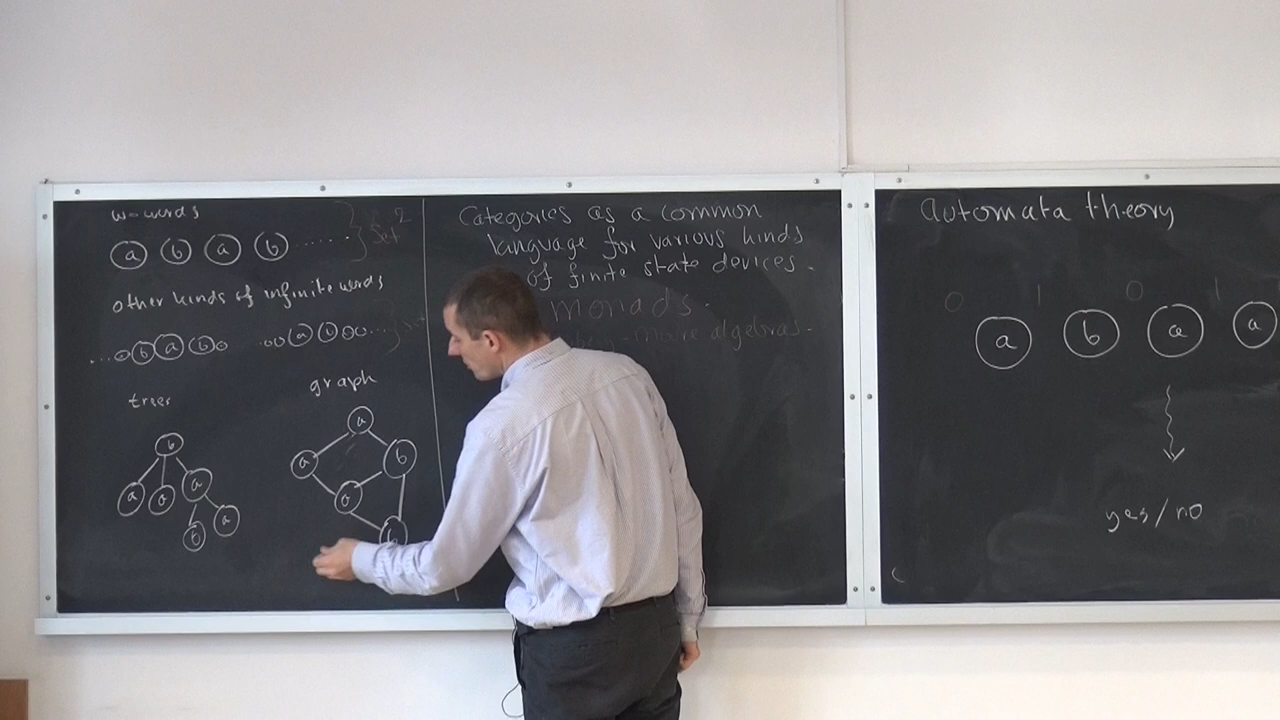 ω-words
a b a b ......
} Set 2
other kinds of infinite words
... b a b a b ...
trees
graph
b
a a a
b a
a
a b
a
b
Categories as a common
language for various kinds
of finite state devices.
monads.
algebras.
Automata theory
0 1 0 1
a b a a
yes/no